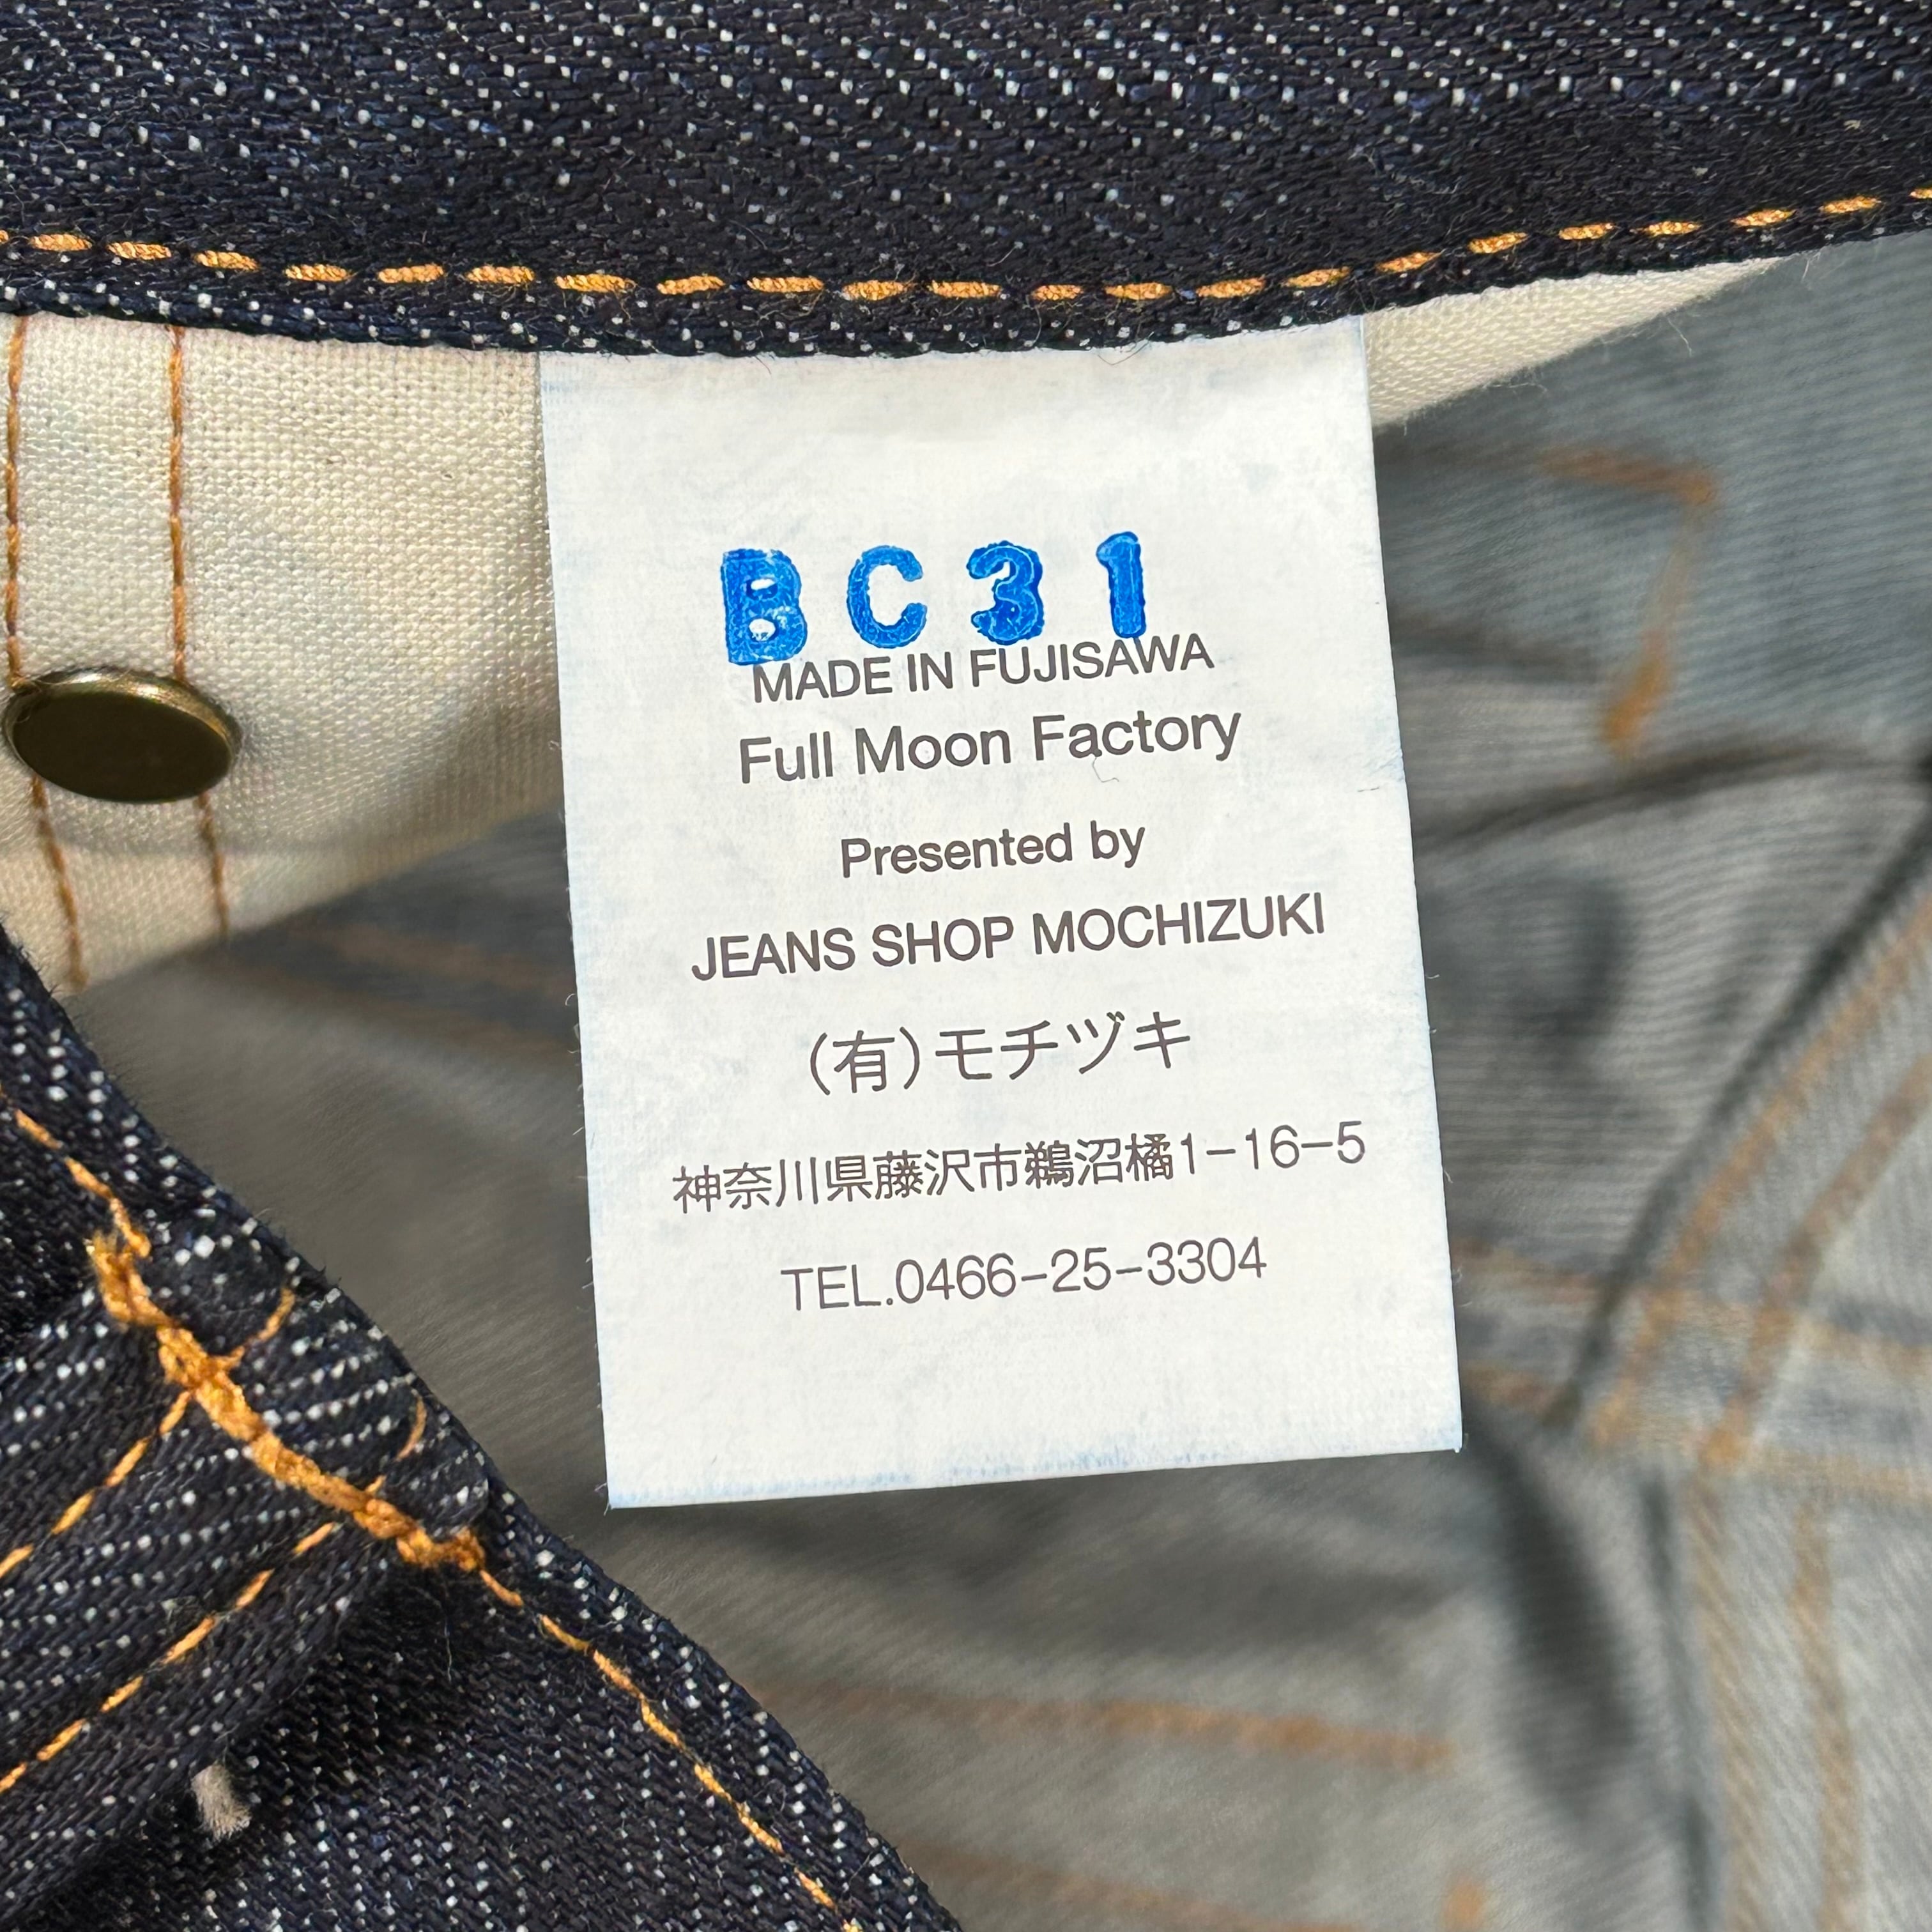 BC31
MADE IN FUJISAWA
Full Moon Factory
Presented by
JEANS SHOP MOCHIZUKI
(有)モチヅキ
神奈川県藤沢市鵜沼橘1-16-5
TEL.0466-25-3304